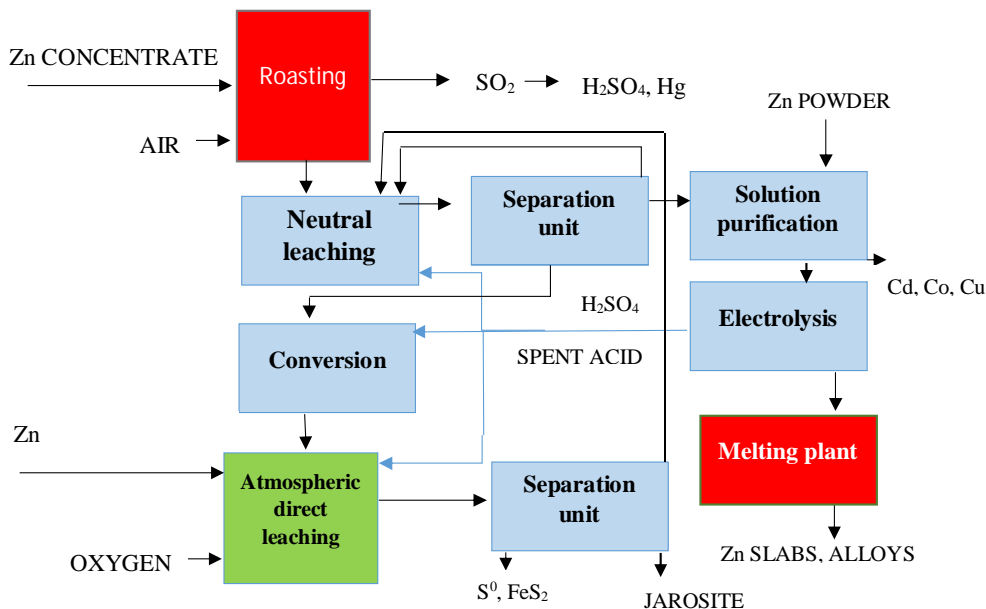 Zn CONCENTRATE
Roasting
SO₂
H₂SO₄, Hg
AIR
Zn POWDER
Neutral
leaching
Separation
unit
Solution
purification
Cd, Co, Cu
H₂SO₄
Electrolysis
Conversion
SPENT ACID
Zn
Atmospheric
direct
leaching
Separation
unit
Melting plant
OXYGEN
S⁰, FeS₂
JAROSITE
Zn SLABS, ALLOYS